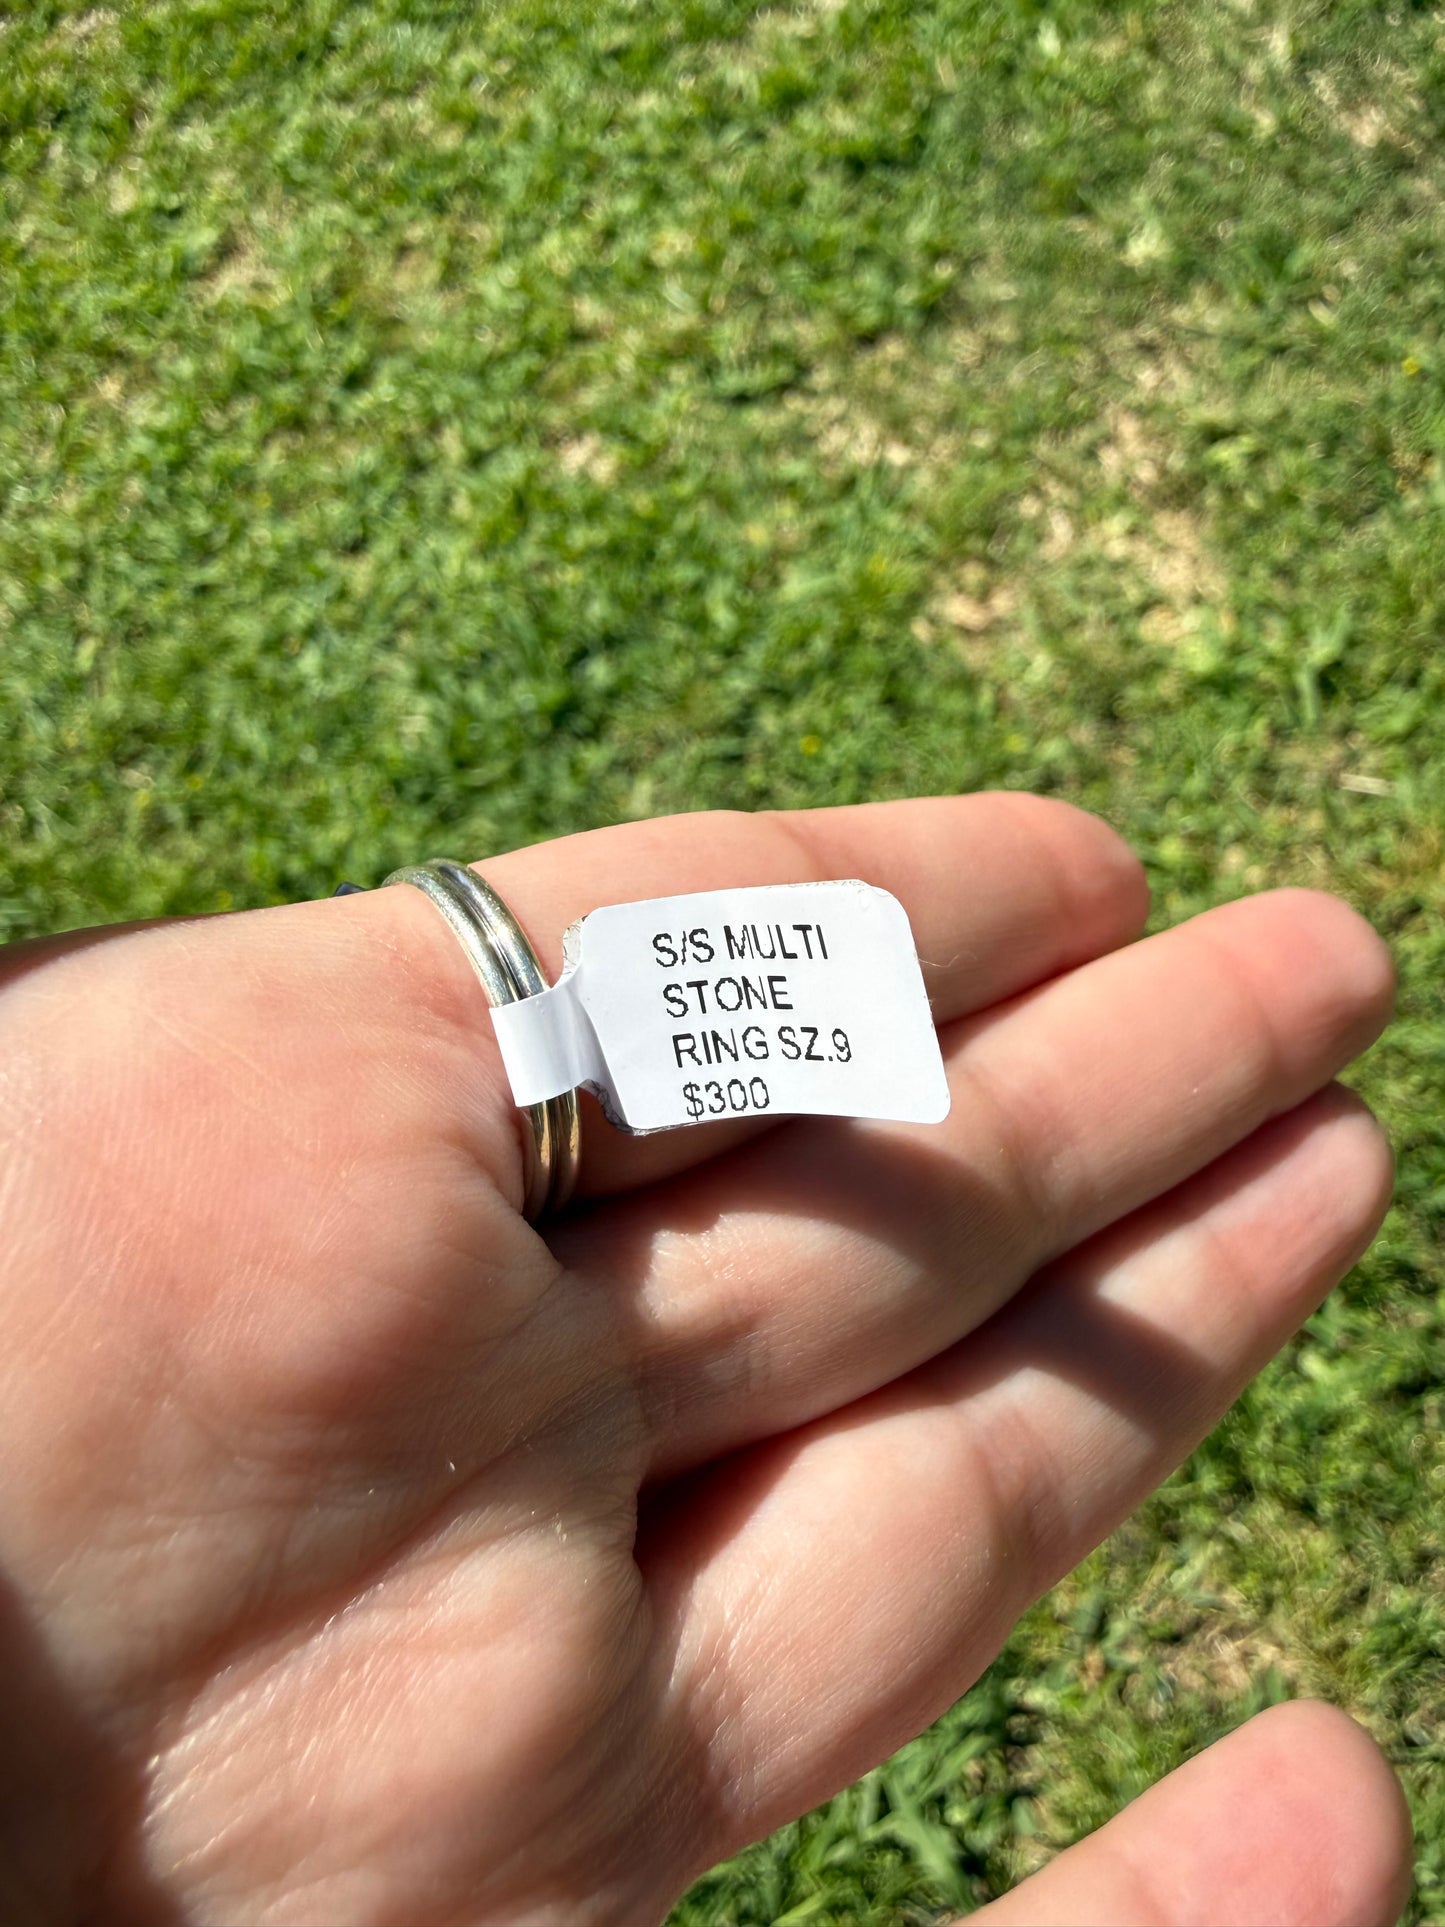 S/S MULTI
STONE
RING SZ.9
$300